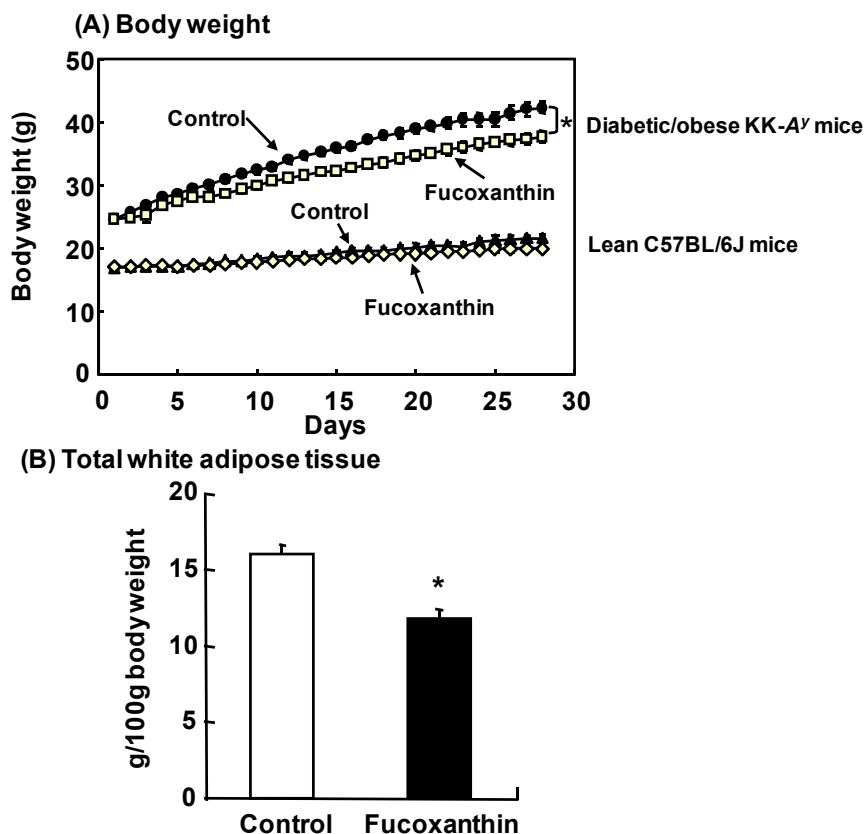 (A) Body weight
50
40
30
20
10
0
Body weight (g)
Control
Fucoxanthin
Control
Fucoxanthin
* Diabetic/obese KK-Aʸ mice
Lean C57BL/6J mice
0 5 10 15 20 25 30
Days
(B) Total white adipose tissue
20
15
10
5
0
g/100g body weight
*
Control Fucoxanthin